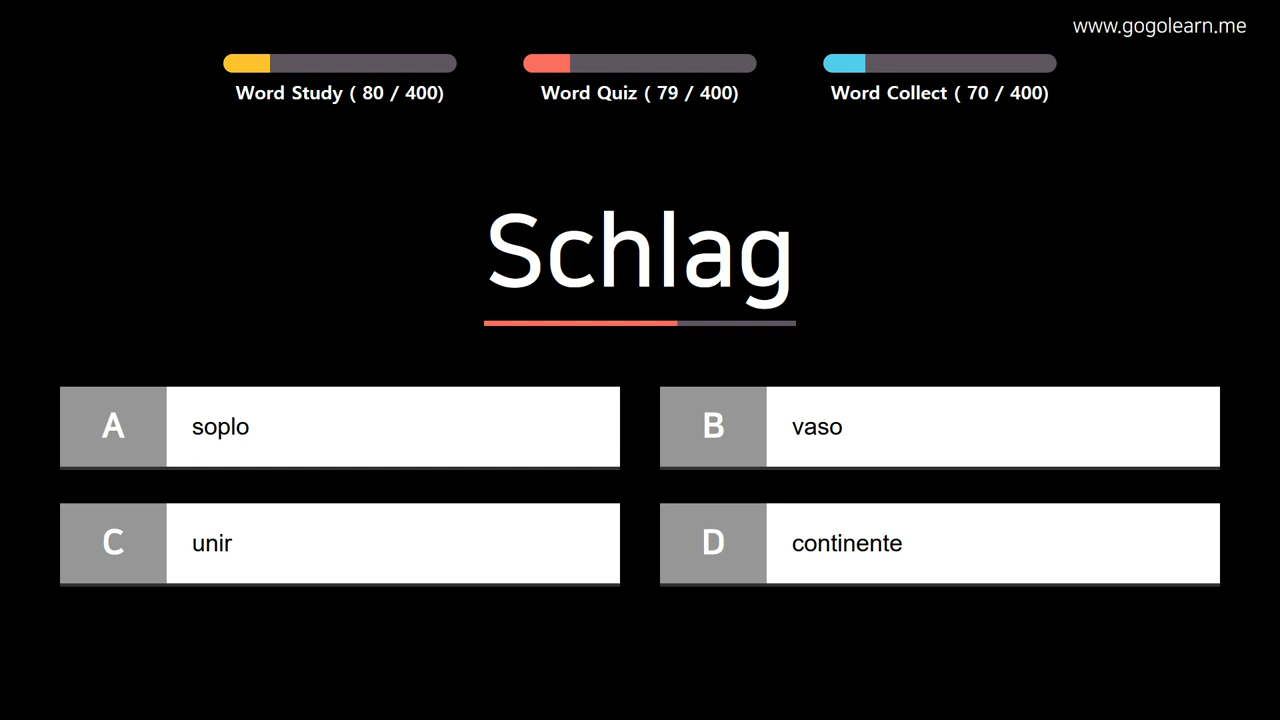 www.gogolearn.me
Word Study ( 80 / 400)
Word Quiz ( 79 / 400)
Word Collect ( 70 / 400)
Schlag
A soplo
B vaso
C unir
D continente